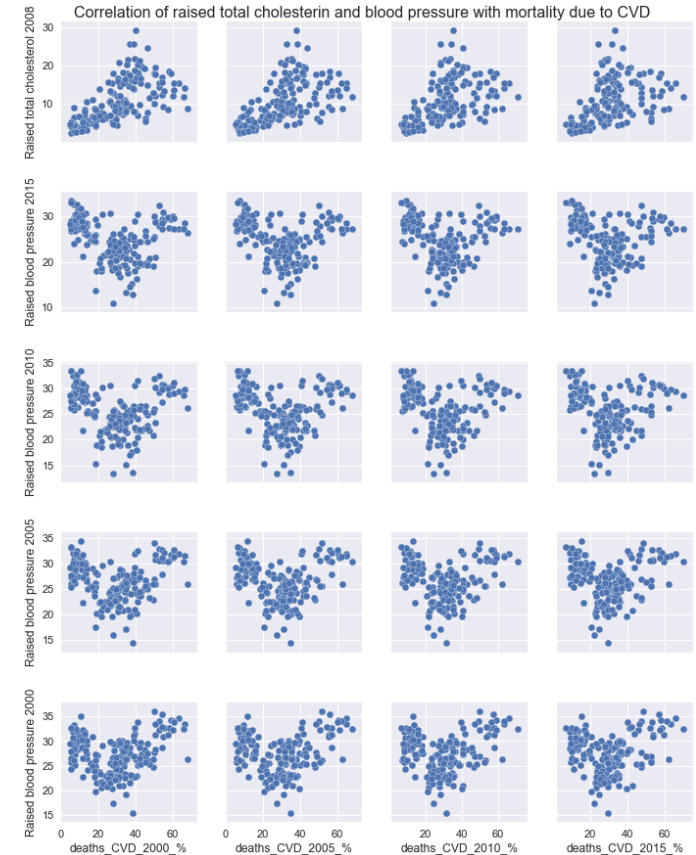 Correlation of raised total cholesterin and blood pressure with mortality due to CVD
Raised total cholesterol 2008
30
20
10
Raised blood pressure 2015
30
20
10
Raised blood pressure 2010
35
30
25
20
15
Raised blood pressure 2005
35
30
25
20
15
Raised blood pressure 2000
35
30
25
20
15
0 20 40 60 0 20 40 60 20 40 60 20 40 60
deaths_CVD_2000_% deaths_CVD_2005_% deaths_CVD_2010_% deaths_CVD_2015_%